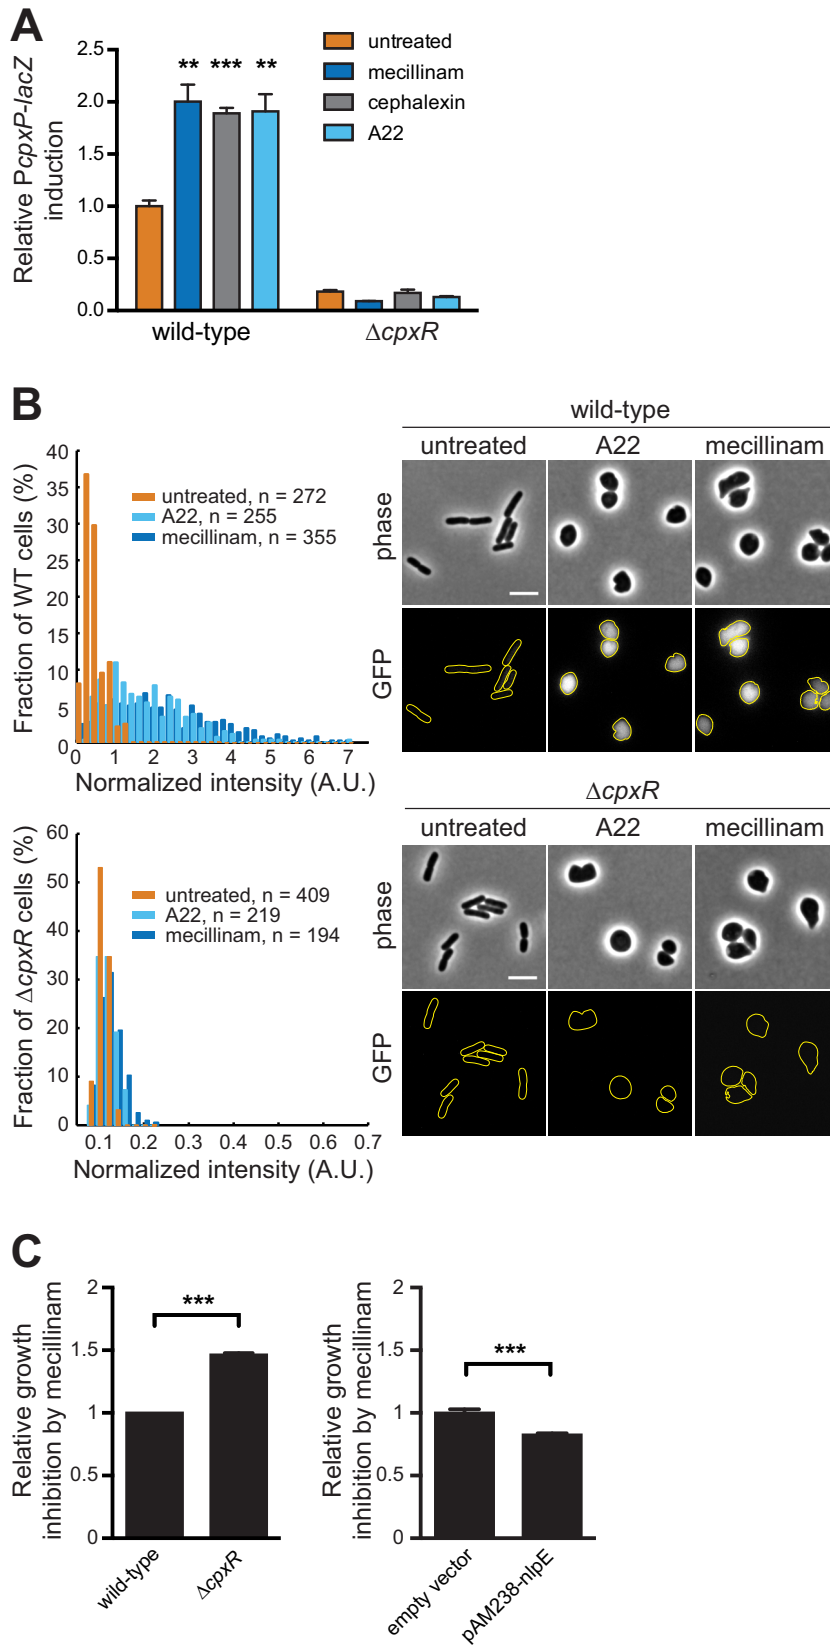 A
Relative PcpxP-lacZ
induction
2.5
2.0
1.5
1.0
0.5
0.0
** *** **
untreated
mecillinam
cephalexin
A22
wild-type ΔcpxR
B
Fraction of WT cells (%)
40
35
30
25
20
15
10
5
0
untreated, n = 272
A22, n = 255
mecillinam, n = 355
0 1 2 3 4 5 6 7
Normalized intensity (A.U.)
wild-type
untreated A22 mecillinam
phase
GFP
Fraction of ΔcpxR cells (%)
60
50
40
30
20
10
0
untreated, n = 409
A22, n = 219
mecillinam, n = 194
0.1 0.2 0.3 0.4 0.5 0.6 0.7
Normalized intensity (A.U.)
ΔcpxR
untreated A22 mecillinam
phase
GFP
C
Relative growth
inhibition by mecillinam
2
1.5
1
0.5
0
***
wild-type
ΔcpxR
Relative growth
inhibition by mecillinam
2
1.5
1
0.5
0
***
empty vector
pAM238-nlpE